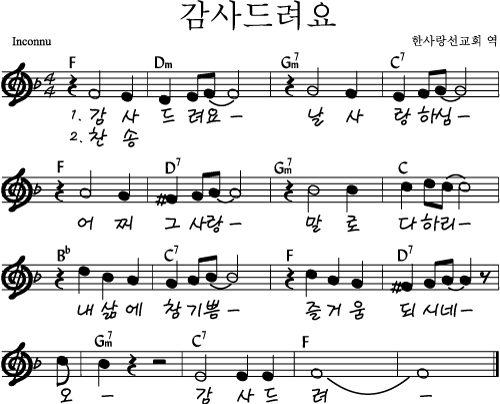 감사드려요
Inconnu 한사랑선교회 역
F Dm Gm7 C7
1. 감 사 드 려요 - 날 사 랑 하심 -
2. 찬 송
F D7 Gm7 C
어 찌 그 사랑 - 말 로 다 하리 -
Bb C7 F D7
내 삶 에 참 기쁨 - 즐 거 움 되 시네 -
Gm7 C7 F
오 - 감 사 드 려 -